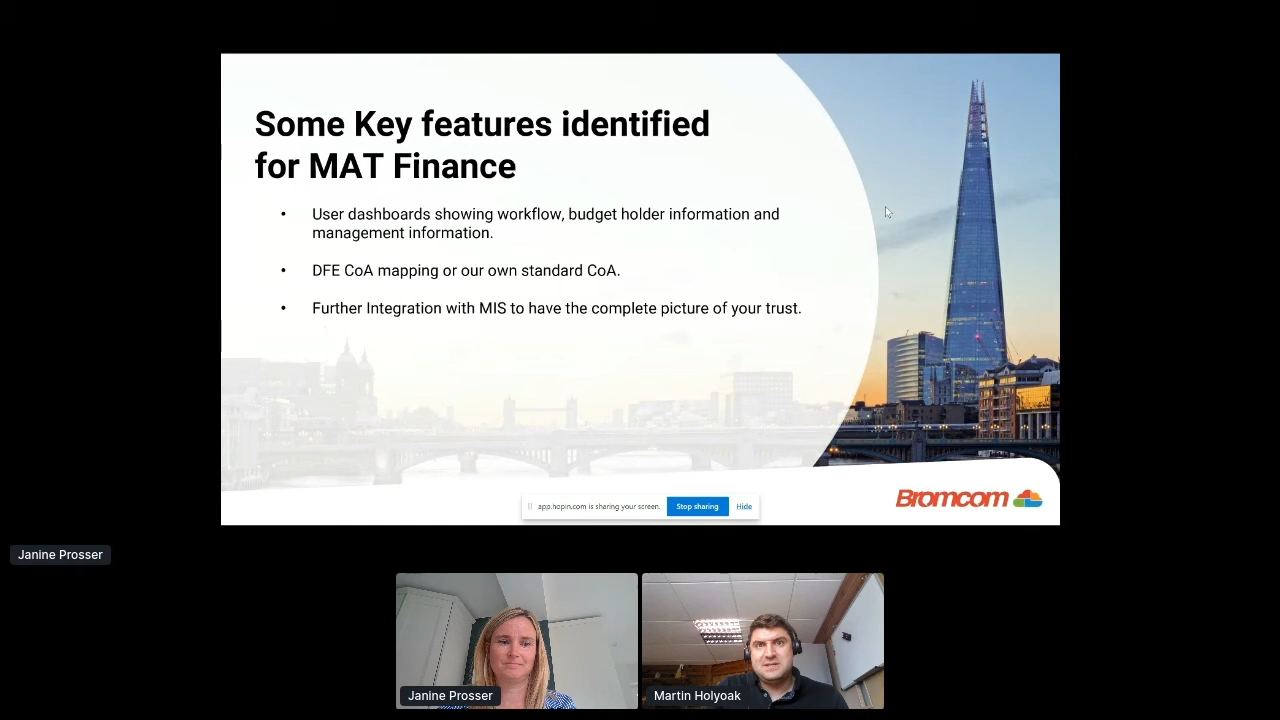 Some Key features identified
for MAT Finance
• User dashboards showing workflow, budget holder information and
management information.
• DFE CoA mapping or our own standard CoA.
• Further Integration with MIS to have the complete picture of your trust.
Bromcom
app.hopin.com is sharing your screen. Stop sharing Hide
Janine Prosser
Janine Prosser
Martin Holyoak